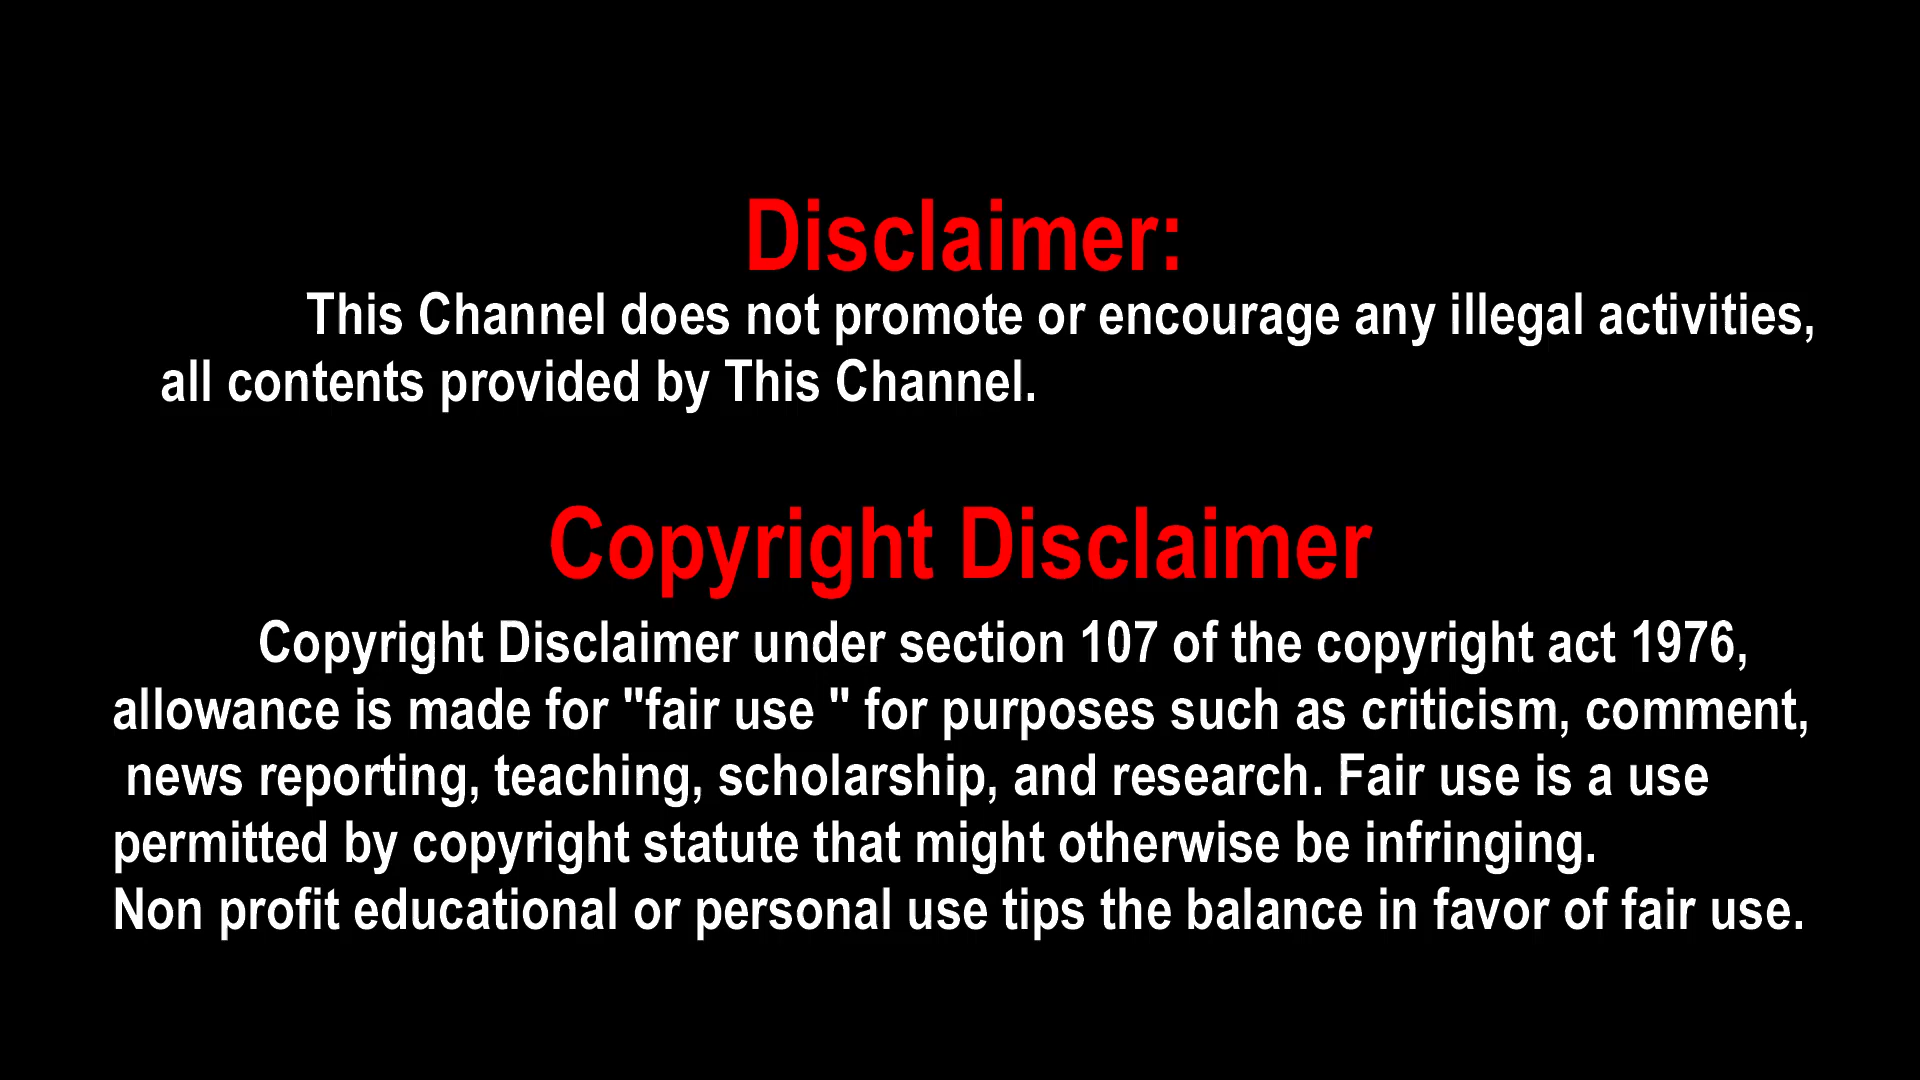 Disclaimer:
This Channel does not promote or encourage any illegal activities,
all contents provided by This Channel.
Copyright Disclaimer
Copyright Disclaimer under section 107 of the copyright act 1976,
allowance is made for "fair use " for purposes such as criticism, comment,
news reporting, teaching, scholarship, and research. Fair use is a use
permitted by copyright statute that might otherwise be infringing.
Non profit educational or personal use tips the balance in favor of fair use.